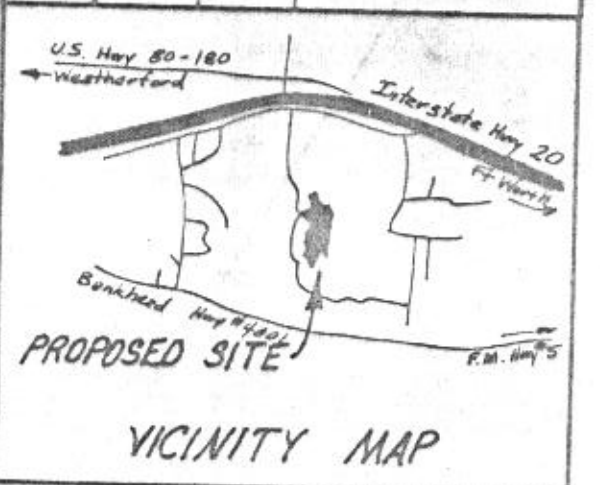 U.S. Hwy 80-180
Weatherford
Interstate Hwy 20
Ft Worth
Bankhead Hwy
F.M. Hwy #5
PROPOSED SITE
VICINITY MAP